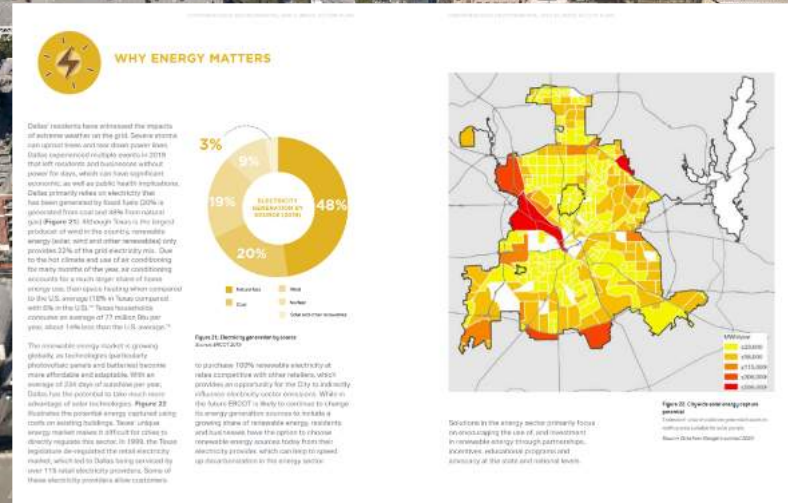 WHY ENERGY MATTERS
Dallas' residents have witnessed the impacts
of extreme weather on the grid. Severe storms
can uproot trees and tear down power lines.
Dallas experienced multiple events in 2019
that left residents and businesses without
power for days, which can have significant
economic, as well as public health implications.
Dallas primarily relies on electricity that
has been generated by fossil fuels (20% is
generated from coal and 48% from natural
gas) (Figure 21). Although Texas is the largest
producer of wind in the country, renewable
energy (solar, wind and other renewables) only
provides 22% of the grid electricity mix. Due
to the hot climate and use of air conditioning
for many months of the year, air conditioning
accounts for a much larger share of home
energy use, than space heating when compared
to the U.S. average (18% in Texas compared
with 6% in the U.S.). Texas households
consume an average of 77 million Btu per
year, about 14% less than the U.S. average.
The renewable energy market is growing
globally, as technologies (particularly
photovoltaic panels and batteries) become
more affordable and adaptable. With an
average of 234 days of sunshine per year,
Dallas has the potential to take much more
advantage of solar technologies. Figure 22
illustrates the potential energy captured using
roofs on existing buildings. Texas' unique
energy market makes it difficult for cities to
directly regulate this sector. In 1999, the Texas
legislature de-regulated the retail electricity
market, which led to Dallas being serviced by
over 115 retail electricity providers. Some of
these electricity providers allow customers
3%
9%
19%
20%
48%
ELECTRICITY
GENERATION BY
SOURCE (2019)
Natural Gas
Coal
Wind
Nuclear
Solar and other renewables
Figure 21: Electricity generation by source
Source: ERCOT 2019
to purchase 100% renewable electricity at
rates competitive with other retailers, which
provides an opportunity for the City to indirectly
influence electricity sector emissions. While in
the future ERCOT is likely to continue to change
its energy generation sources to include a
growing share of renewable energy, residents
and businesses have the option to choose
renewable energy sources today from their
electricity provider, which can help to speed
up decarbonization in the energy sector.
Solutions in the energy sector primarily focus
on encouraging the use of, and investment
in renewable energy through partnerships,
incentives, educational programs and
advocacy at the state and national levels.
Figure 22: Citywide solar energy capture
potential